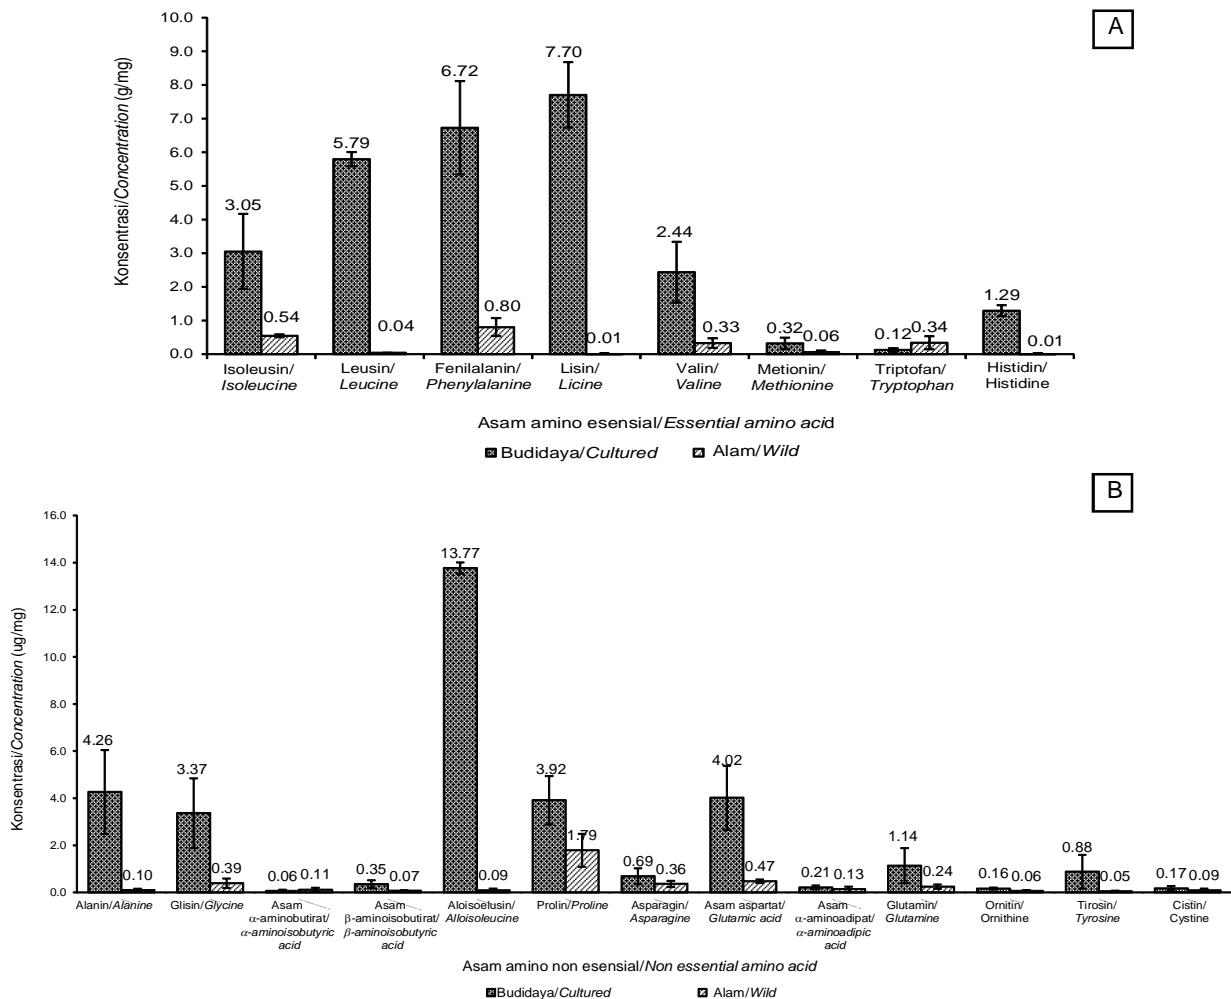 A
Konsentrasi/Concentration (g/mg)
10.0
9.0
8.0
7.0
6.0
5.0
4.0
3.0
2.0
1.0
0.0
3.05
0.54
5.79
0.04
6.72
0.80
7.70
0.01
2.44
0.33
0.32
0.06
0.12
0.34
1.29
0.01
Isoleusin/
Isoleucine
Leusin/
Leucine
Fenilalanin/
Phenylalanine
Lisin/
Licine
Valin/
Valine
Metionin/
Methionine
Triptofan/
Tryptophan
Histidin/
Histidine
Asam amino esensial/Essential amino acid
Budidaya/Cultured
Alam/Wild
B
Konsentrasi/Concentration (ug/mg)
16.0
14.0
12.0
10.0
8.0
6.0
4.0
2.0
0.0
4.26
0.10
3.37
0.39
0.06
0.11
0.35
0.07
13.77
0.09
3.92
1.79
0.69
0.36
4.02
0.47
0.21
0.13
1.14
0.24
0.16
0.06
0.88
0.05
0.17
0.09
Alanin/Alanine
Glisin/Glycine
Asam
α-aminobutirat/
α-aminoisobutyric
acid
Asam
β-aminoisobutirat/
β-aminoisobutyric
acid
Aloisoelusin/
Alloisoleucine
Prolin/Proline
Asparagin/
Asparagine
Asam aspartat/
Glutamic acid
Asam
α-aminoadipat/
α-aminoadipic
acid
Glutamin/
Glutamine
Ornitin/
Ornithine
Tirosin/
Tyrosine
Cistin/
Cystine
Asam amino non esensial/Non essential amino acid
Budidaya/Cultured
Alam/Wild